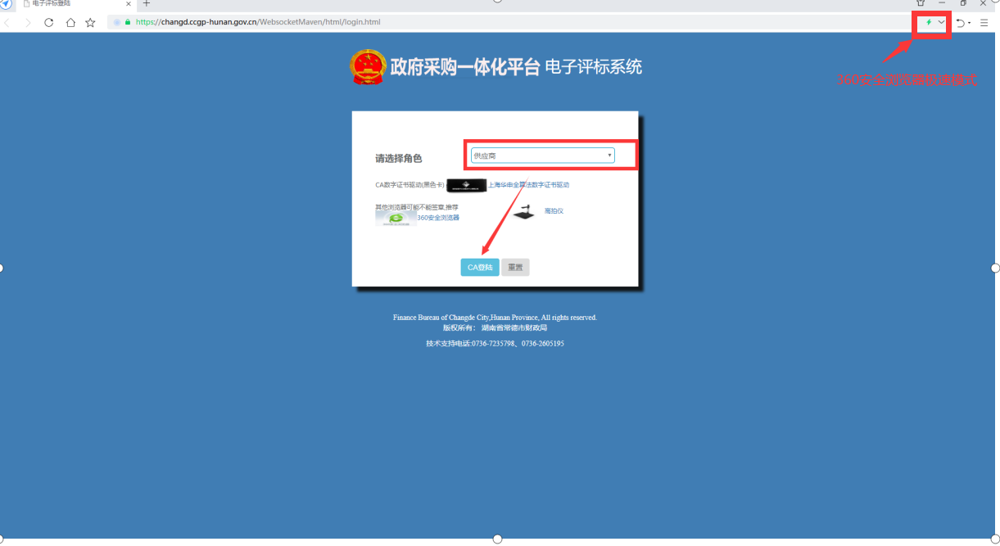 电子评标登陆
https://changd.ccgp-hunan.gov.cn/WebsocketMaven/html/login.html
360安全浏览器极速模式
政府采购一体化平台 电子评标系统
请选择角色
供应商
CA数字证书驱动(黑色卡)
上海华申金算法数字证书驱动
其他浏览器可能不能签章,推荐
360安全浏览器
高拍仪
CA登陆
重置
Finance Bureau of Changde City,Hunan Province, All rights reserved.
版权所有： 湖南省常德市财政局
技术支持电话:0736-7235798、0736-2605195